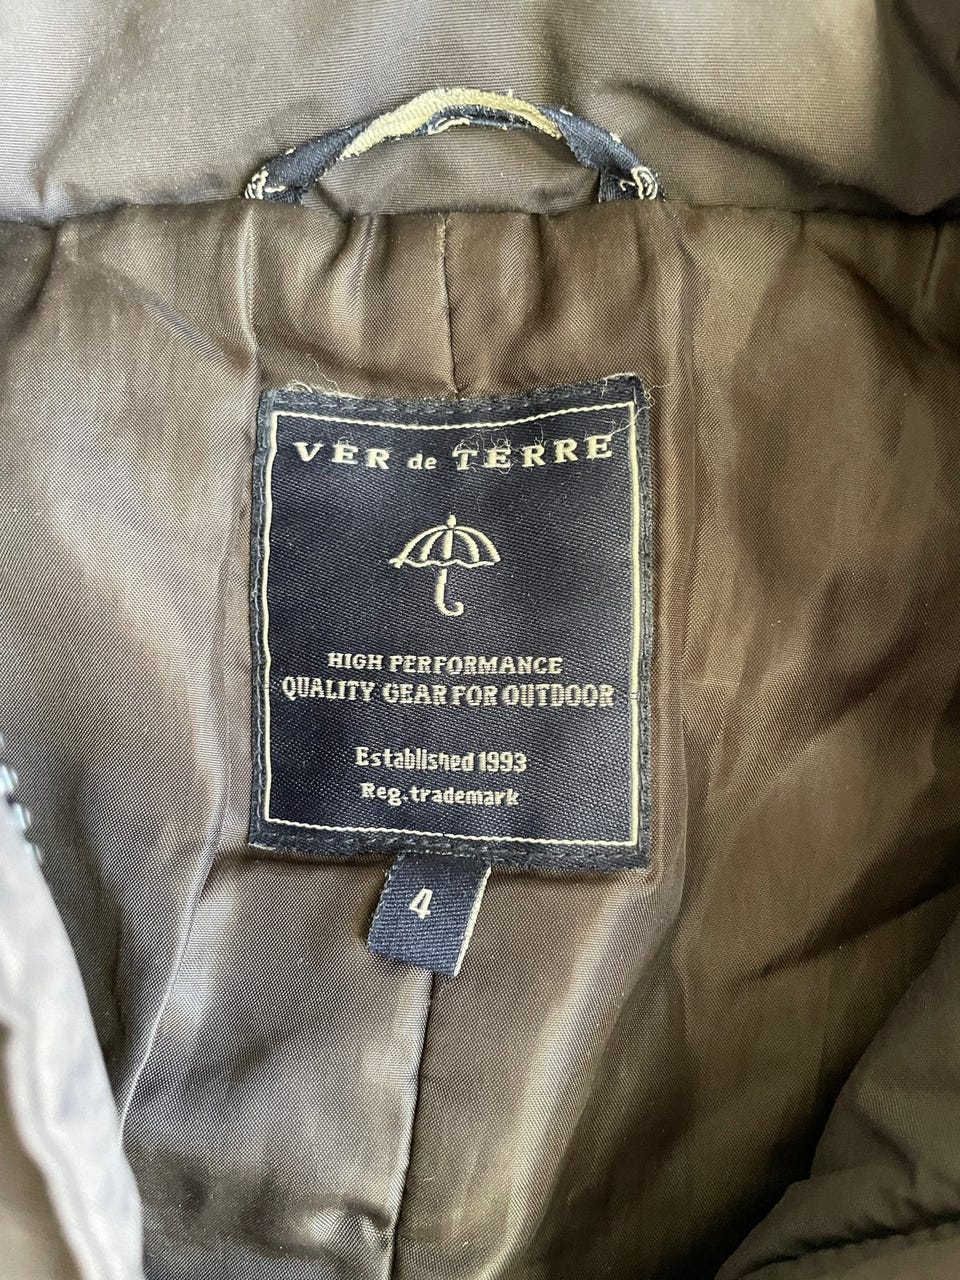 VER de TERRE
HIGH PERFORMANCE
QUALITY GEAR FOR OUTDOOR
Established 1993
Reg.trademark
4